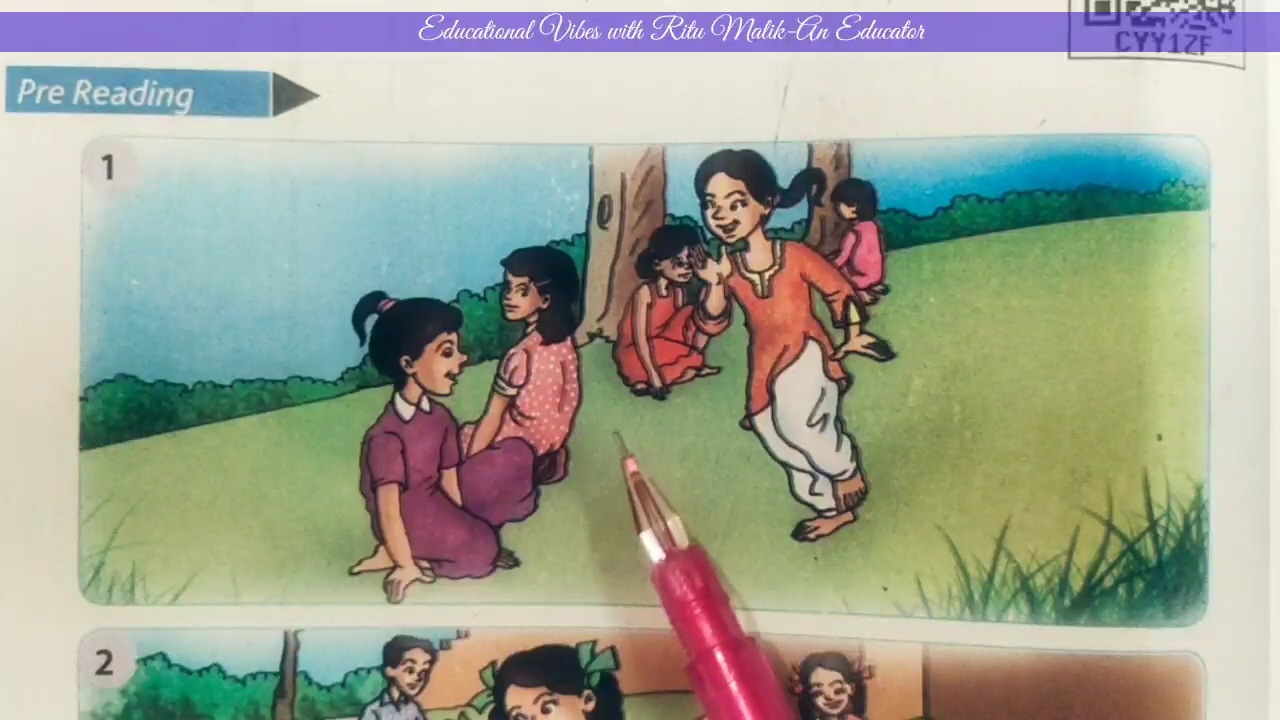 Educational Vibes with Ritu Malik-An Educator
CYY1ZF
Pre Reading
1
2